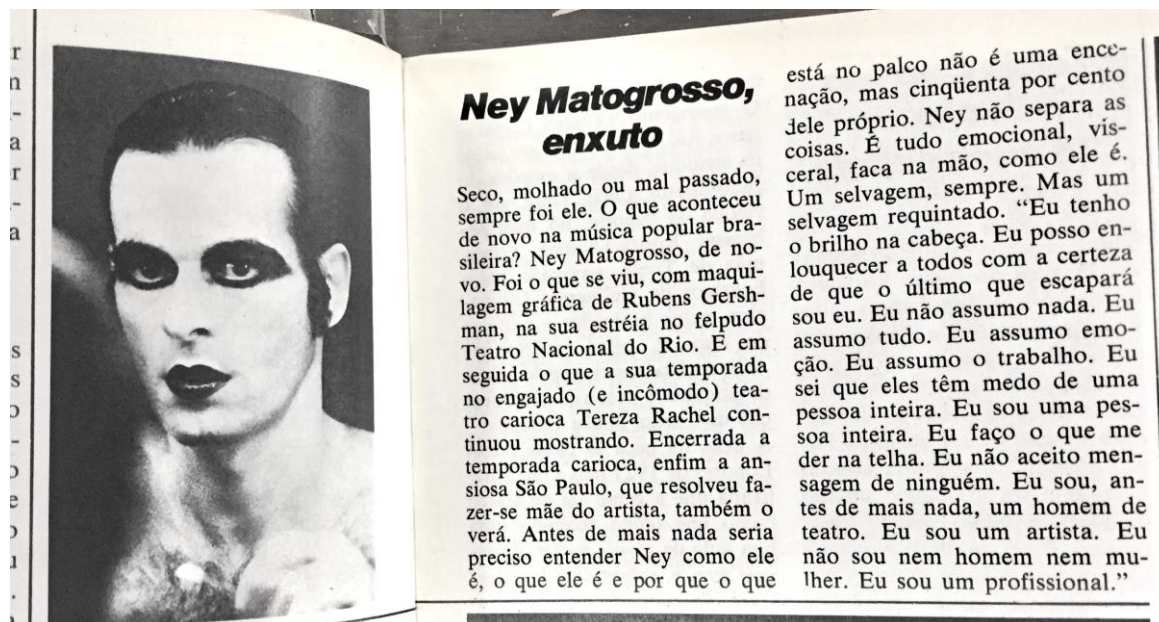 Ney Matogrosso,
enxuto
Seco, molhado ou mal passado,
sempre foi ele. O que aconteceu
de novo na música popular bra-
sileira? Ney Matogrosso, de no-
vo. Foi o que se viu, com maqui-
lagem gráfica de Rubens Gersh-
man, na sua estréia no felpudo
Teatro Nacional do Rio. E em
seguida o que a sua temporada
no engajado (e incômodo) tea-
tro carioca Tereza Rachel con-
tinuou mostrando. Encerrada a
temporada carioca, enfim a an-
siosa São Paulo, que resolveu fa-
zer-se mãe do artista, também o
verá. Antes de mais nada seria
preciso entender Ney como ele
é, o que ele é e por que o que
está no palco não é uma ence-
nação, mas cinqüenta por cento
dele próprio. Ney não separa as
coisas. É tudo emocional, vis-
ceral, faca na mão, como ele é.
Um selvagem, sempre. Mas um
selvagem requintado. “Eu tenho
o brilho na cabeça. Eu posso en-
louquecer a todos com a certeza
de que o último que escapará
sou eu. Eu não assumo nada. Eu
assumo tudo. Eu assumo emo-
ção. Eu assumo o trabalho. Eu
sei que eles têm medo de uma
pessoa inteira. Eu sou uma pes-
soa inteira. Eu faço o que me
der na telha. Eu não aceito men-
sagem de ninguém. Eu sou, an-
tes de mais nada, um homem de
teatro. Eu sou um artista. Eu
não sou nem homem nem mu-
lher. Eu sou um profissional.”